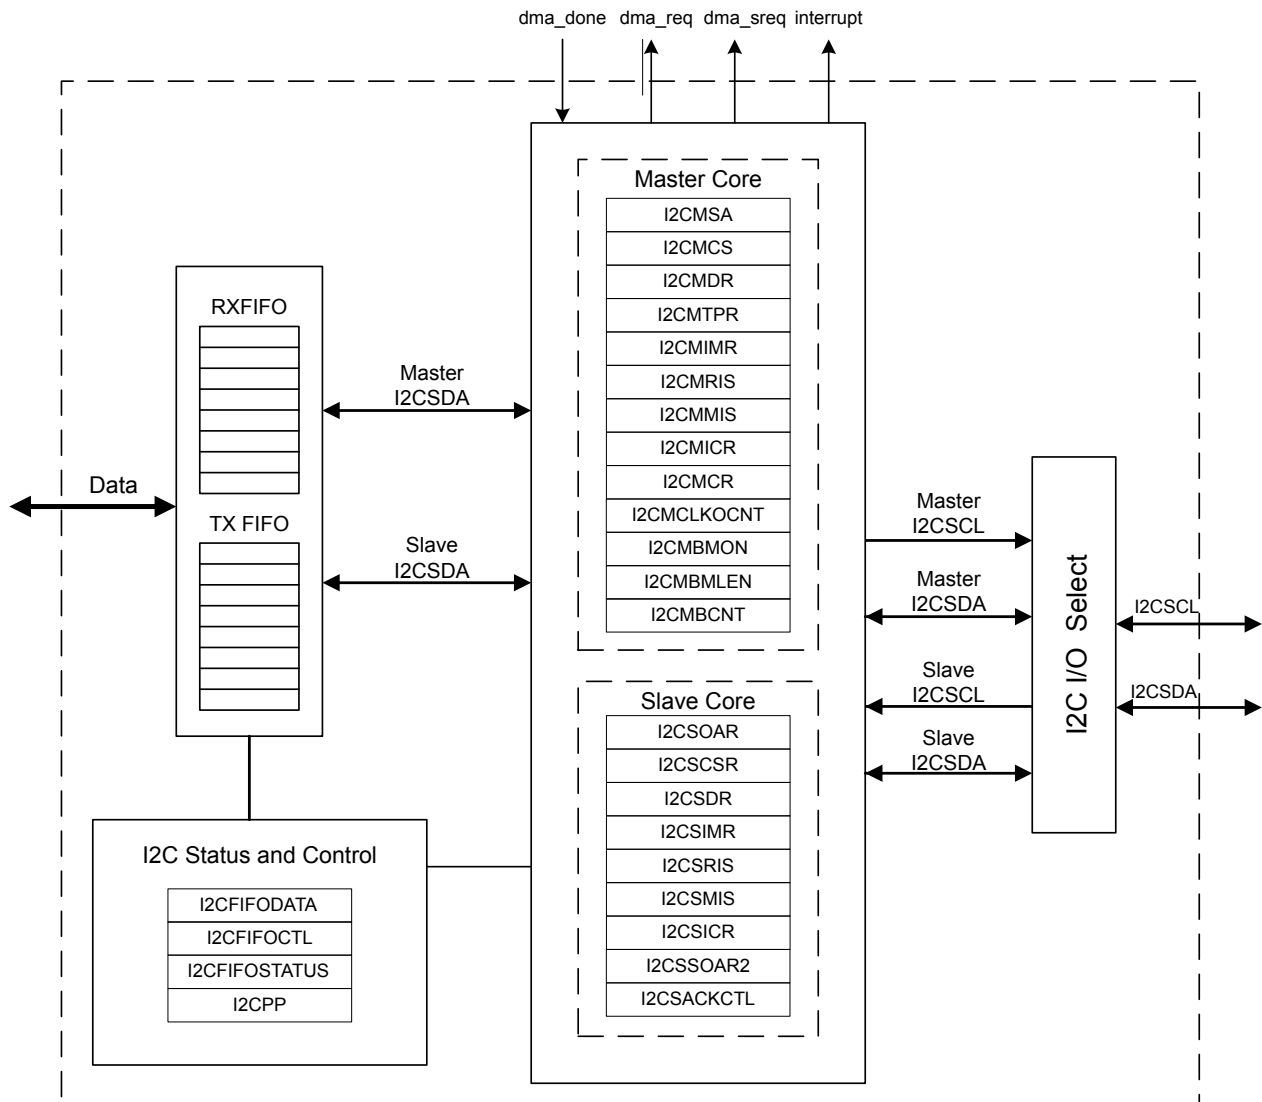 dma_done dma_req dma_sreq interrupt
Master Core
I2CMSA
I2CMCS
I2CMDR
I2CMTPR
I2CMIMR
I2CMRIS
I2CMMIS
I2CMICR
I2CMCR
I2CMCLKOCNT
I2CMBMON
I2CMBMLEN
I2CMBCNT
RXFIFO
TX FIFO
Data
Master
I2CSDA
Slave
I2CSDA
Slave Core
I2CSOAR
I2CSCSR
I2CSDR
I2CSIMR
I2CSRIS
I2CSMIS
I2CSICR
I2CSSOAR2
I2CSACKCTL
I2C Status and Control
I2CFIFODATA
I2CFIFOCTL
I2CFIFOSTATUS
I2CPP
Master
I2CSCL
Master
I2CSDA
Slave
I2CSCL
Slave
I2CSDA
I2C I/O Select
I2CSCL
I2CSDA